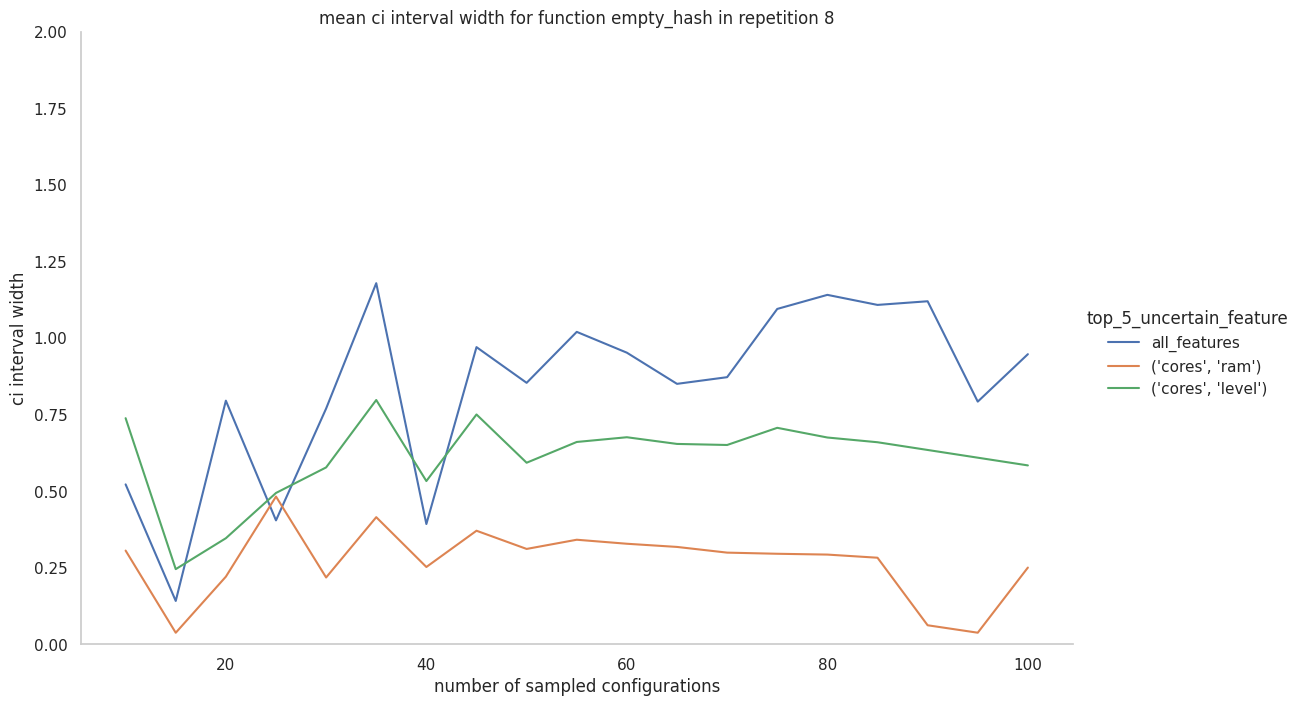 mean ci interval width for function empty_hash in repetition 8
2.00
1.75
1.50
1.25
1.00
0.75
0.50
0.25
0.00
ci interval width
20
40
60
80
100
number of sampled configurations
top_5_uncertain_feature
all_features
('cores', 'ram')
('cores', 'level')